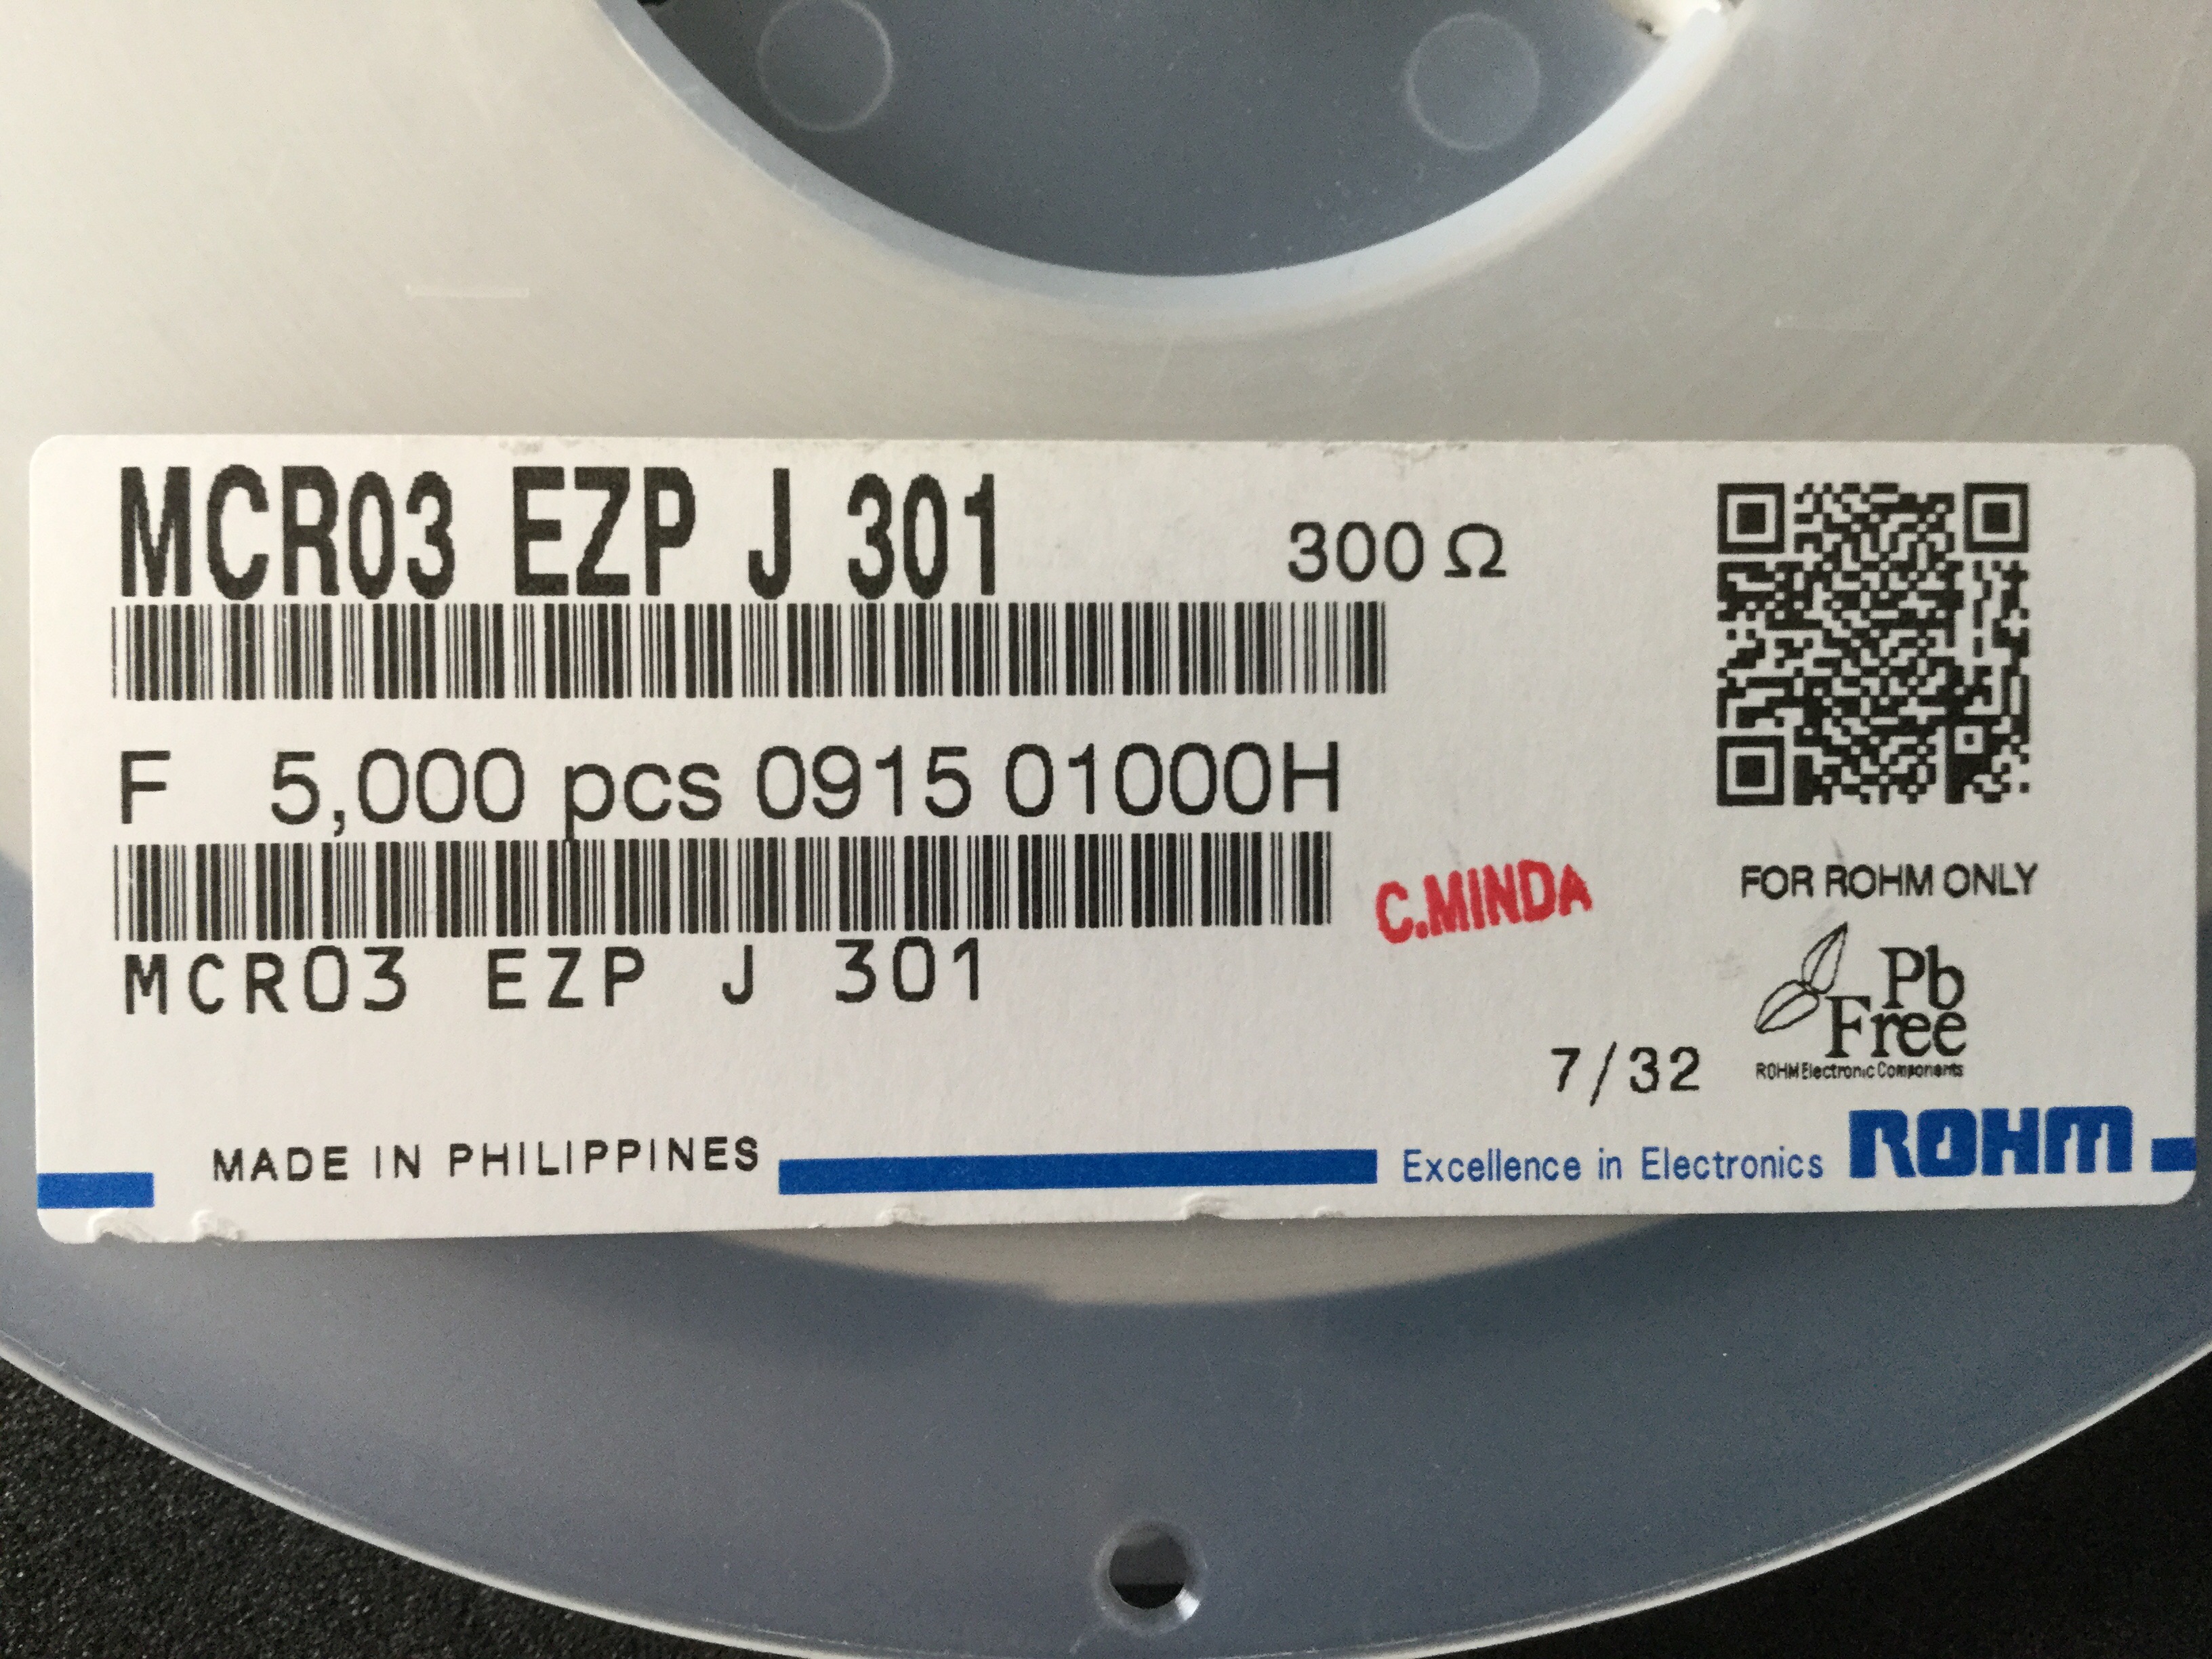 MCR03 EZP J 301
300 Ω
F 5,000 pcs 0915 01000H
C.MINDA
MCR03 EZP J 301
FOR ROHM ONLY
Pb
Free
ROHM Electronic Components
7/32
MADE IN PHILIPPINES
Excellence in Electronics
ROHM